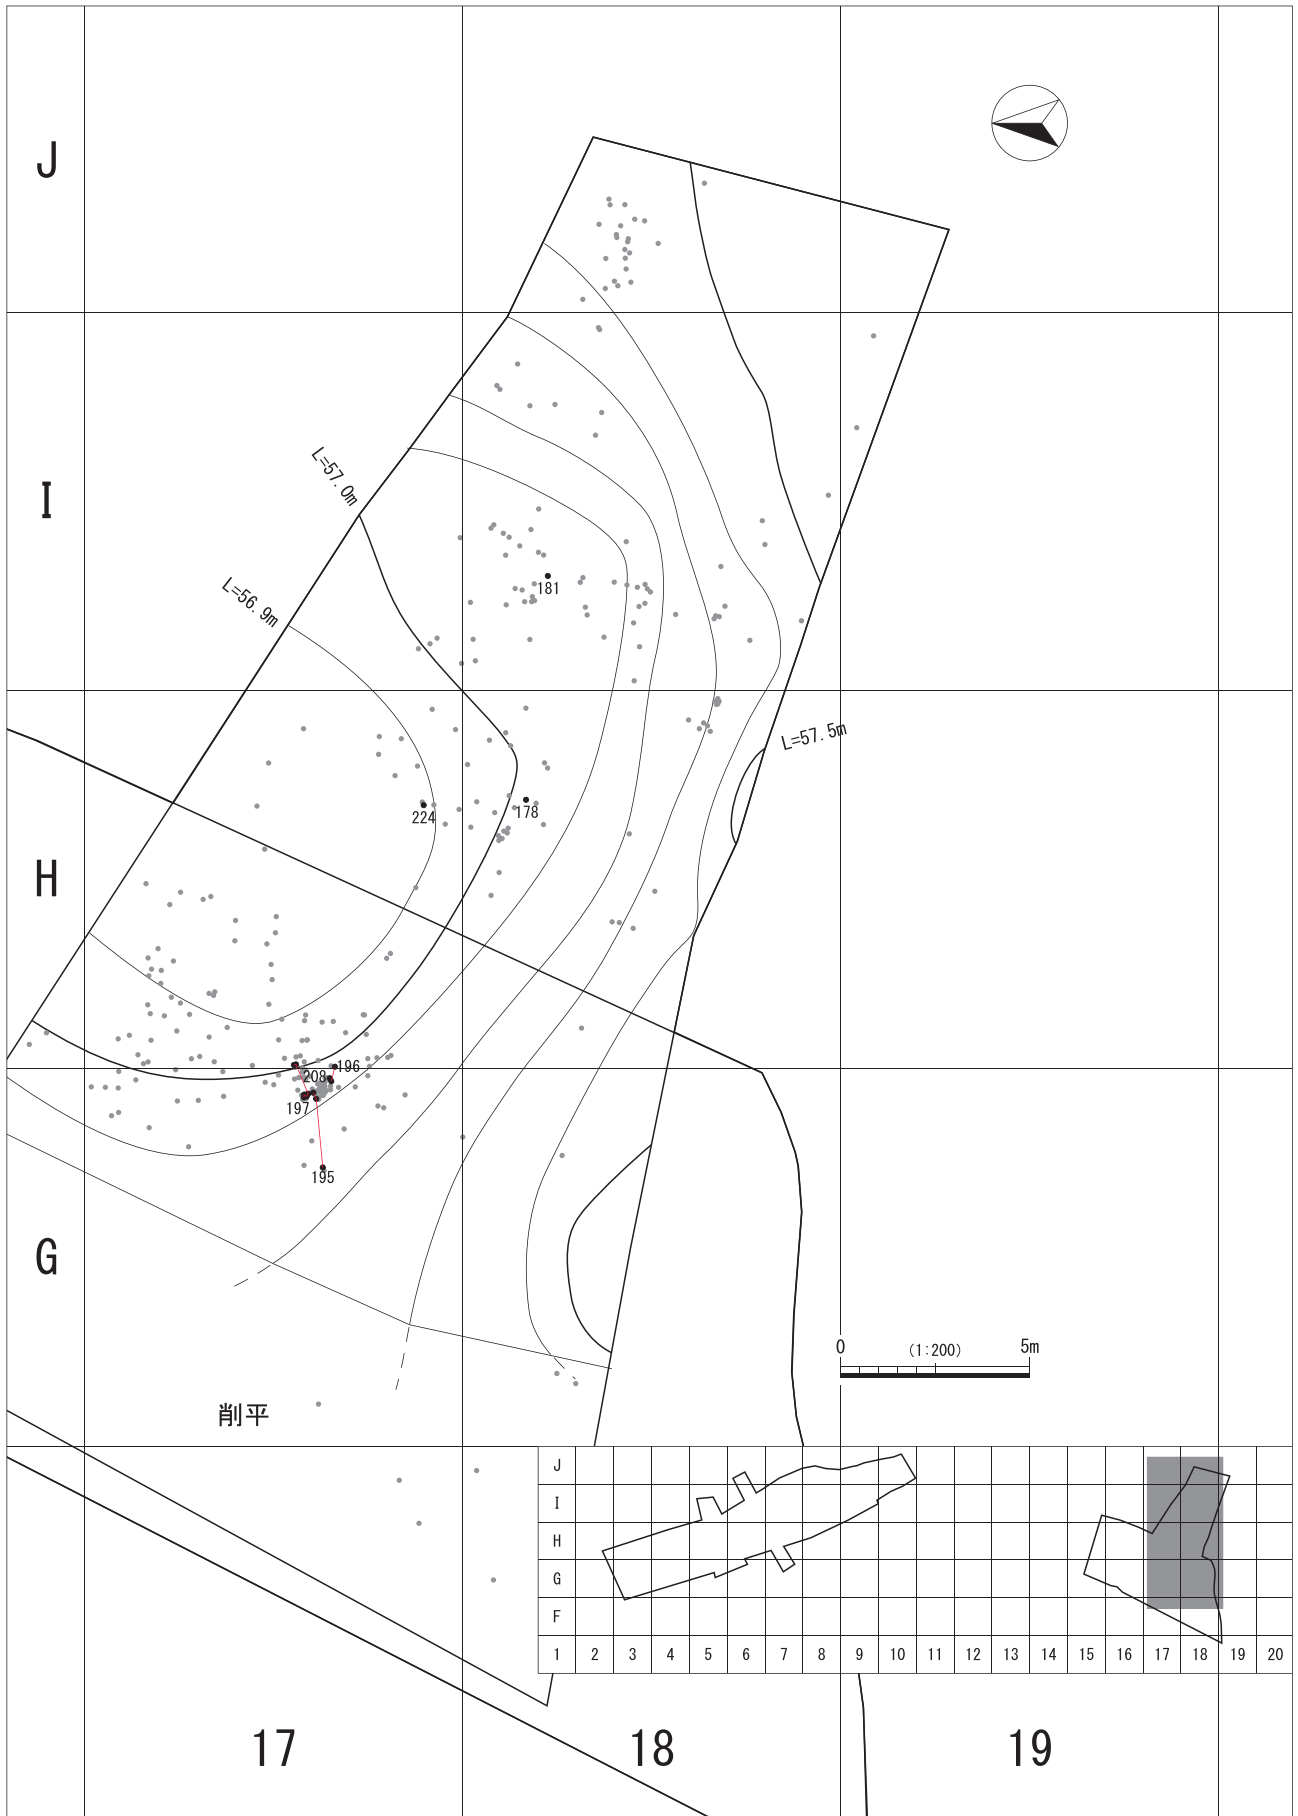 J
I
H
G
L=57.0m
L=56.9m
181
L=57.5m
224
178
208
196
197
195
0
(1:200)
5m
削平
J
I
H
G
F
1 2 3 4 5 6 7 8 9 10 11 12 13 14 15 16 17 18 19 20
17 18 19